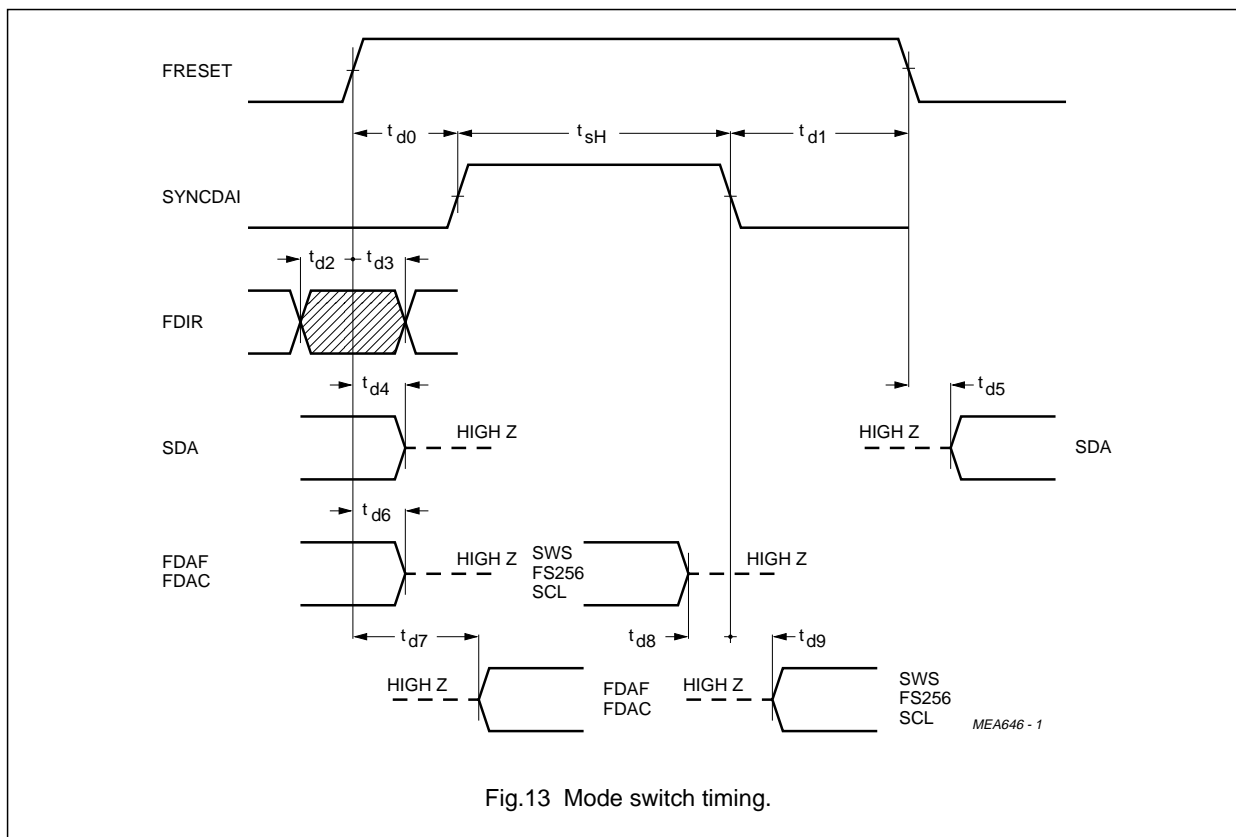 FRESET
t d0
t sH
t d1
SYNCDAI
t d2
t d3
FDIR
t d4
t d5
HIGH Z
HIGH Z
SDA
SDA
t d6
FDAF
FDAC
HIGH Z
SWS
FS256
SCL
HIGH Z
t d7
t d8
t d9
HIGH Z
FDAF
FDAC
HIGH Z
SWS
FS256
SCL
MEA646 - 1
Fig.13 Mode switch timing.